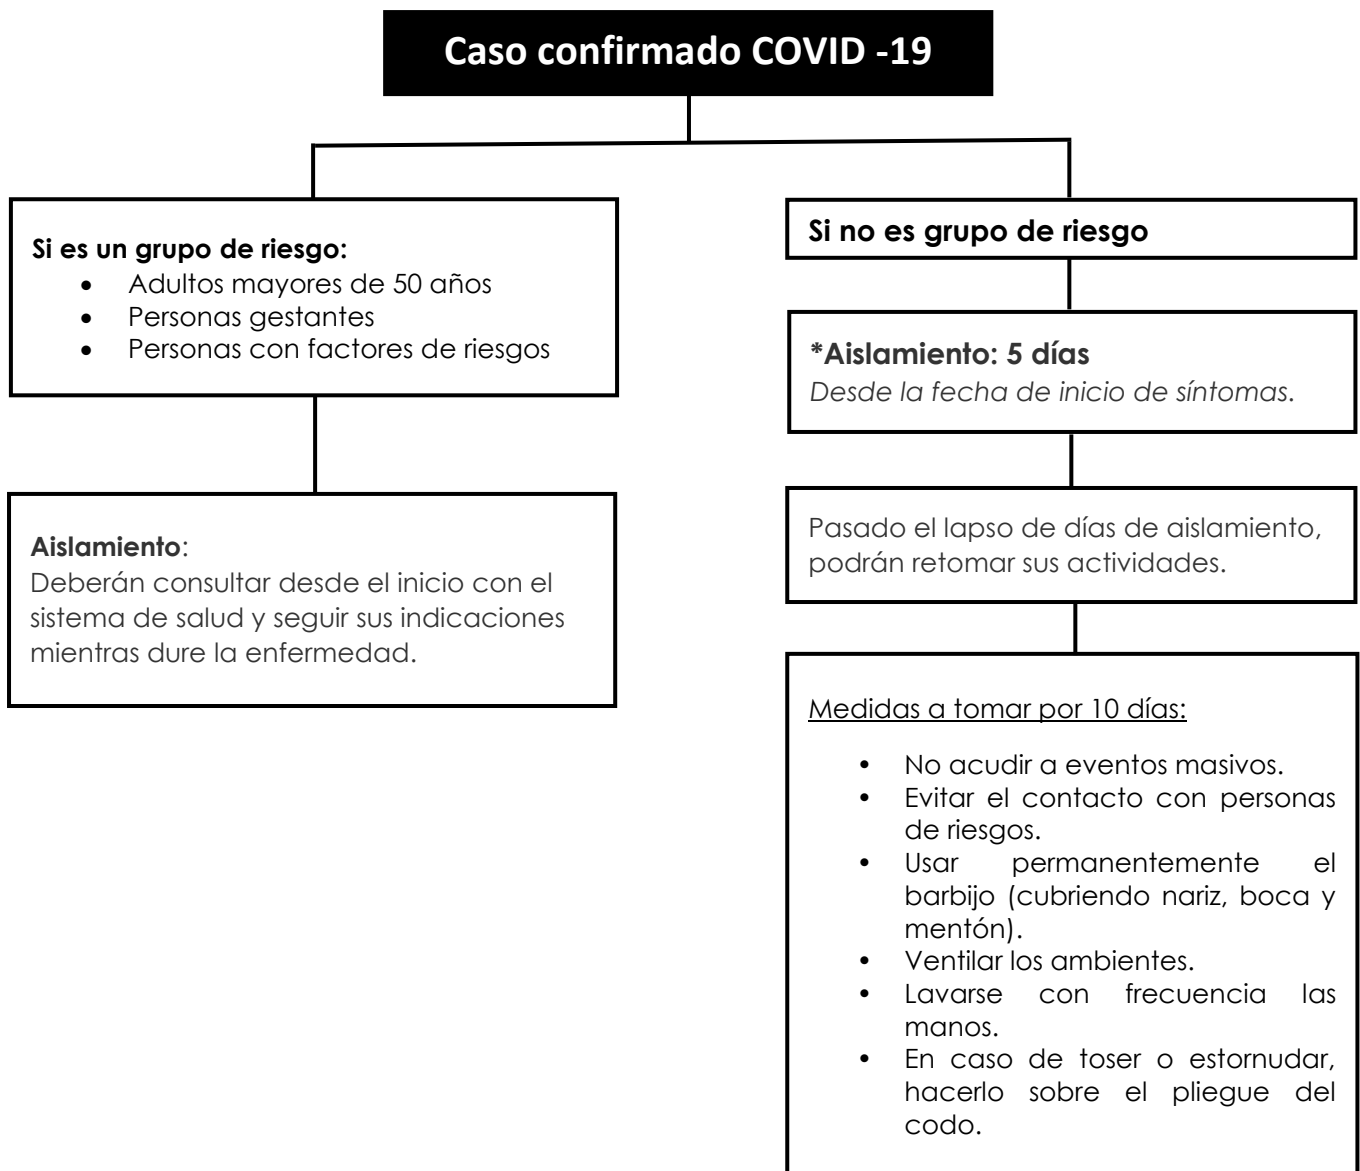 Caso confirmado COVID -19
Si es un grupo de riesgo:
• Adultos mayores de 50 años
• Personas gestantes
• Personas con factores de riesgos
Aislamiento:
Deberán consultar desde el inicio con el
sistema de salud y seguir sus indicaciones
mientras dure la enfermedad.
Si no es grupo de riesgo
*Aislamiento: 5 días
Desde la fecha de inicio de síntomas.
Pasado el lapso de días de aislamiento,
podrán retomar sus actividades.
Medidas a tomar por 10 días:
• No acudir a eventos masivos.
• Evitar el contacto con personas
de riesgos.
• Usar permanentemente el
barbijo (cubriendo nariz, boca y
mentón).
• Ventilar los ambientes.
• Lavarse con frecuencia las
manos.
• En caso de toser o estornudar,
hacerlo sobre el pliegue del
codo.